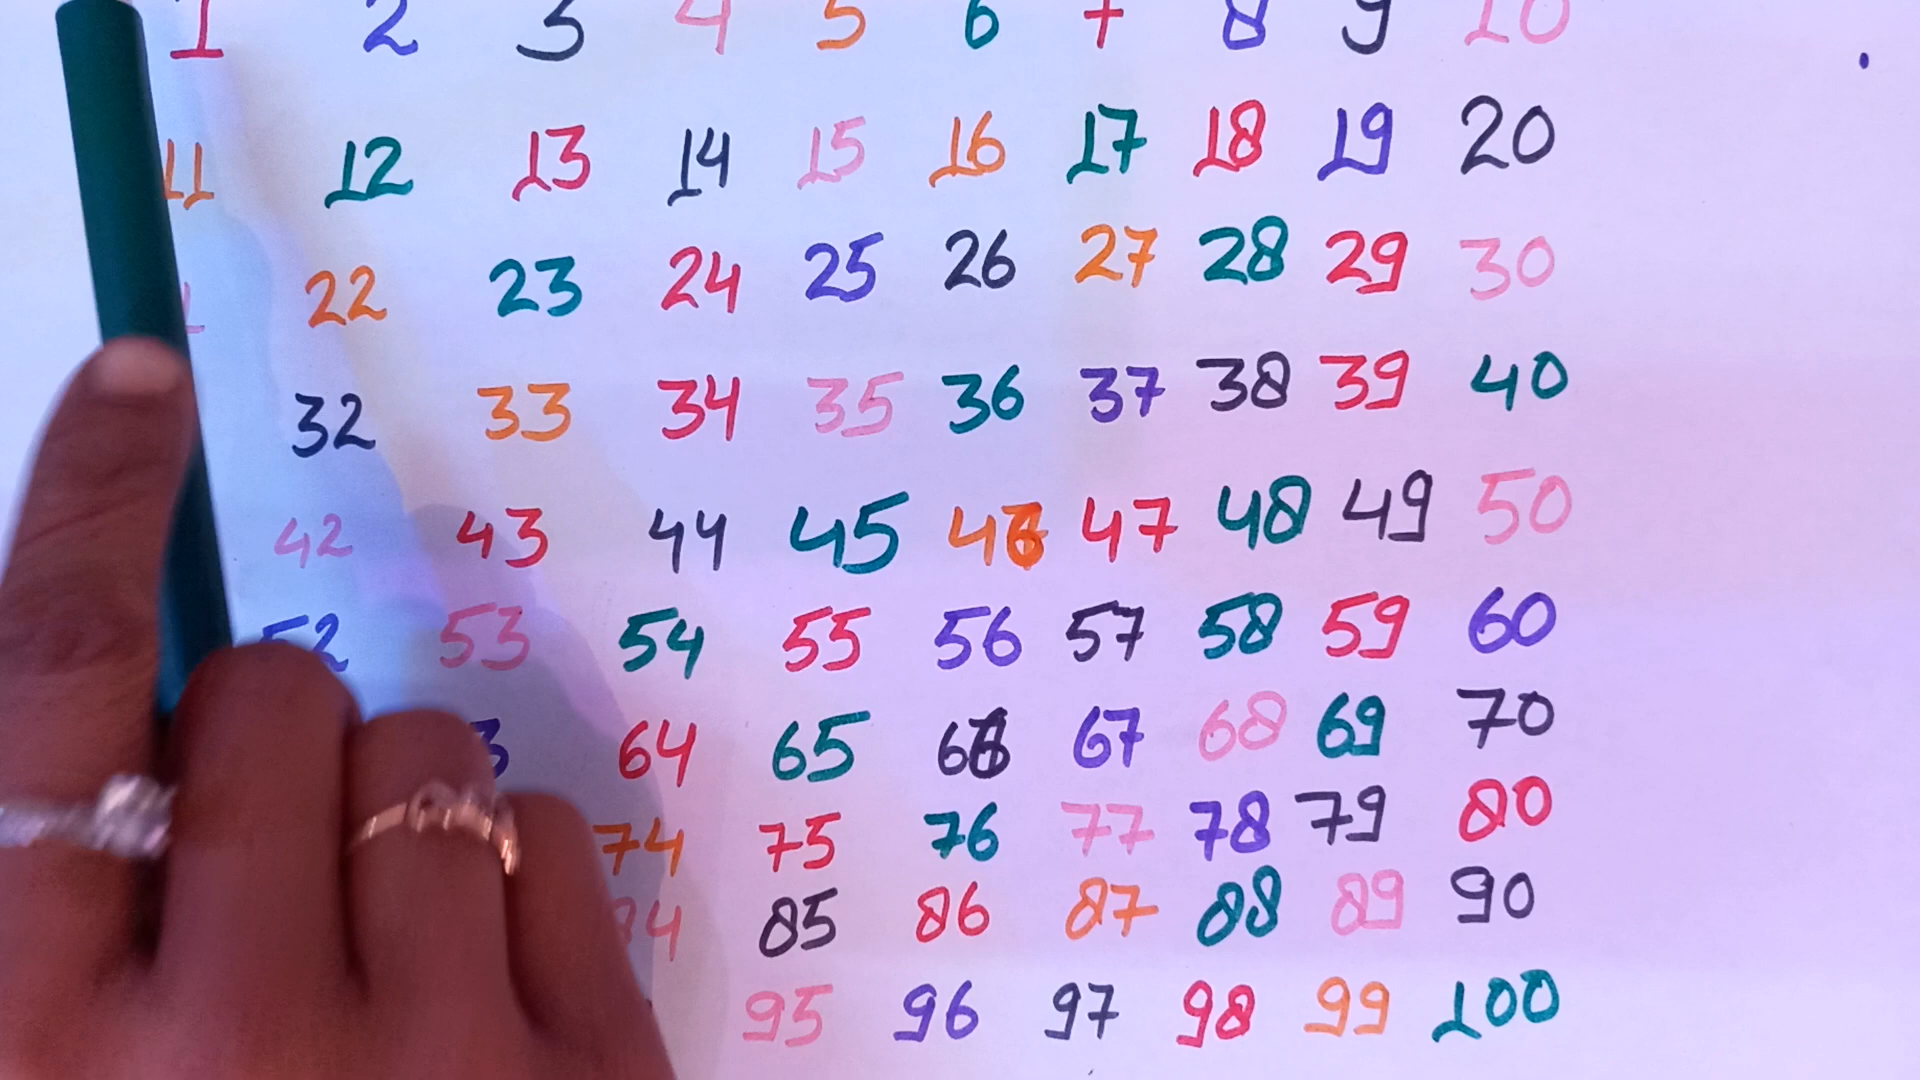 1 2 3 4 5 6 7 8 9 10
11 12 13 14 15 16 17 18 19 20
22 23 24 25 26 27 28 29 30
32 33 34 35 36 37 38 39 40
42 43 44 45 46 47 48 49 50
52 53 54 55 56 57 58 59 60
3 64 65 66 67 68 69 70
74 75 76 77 78 79 80
84 85 86 87 88 89 90
95 96 97 98 99 100